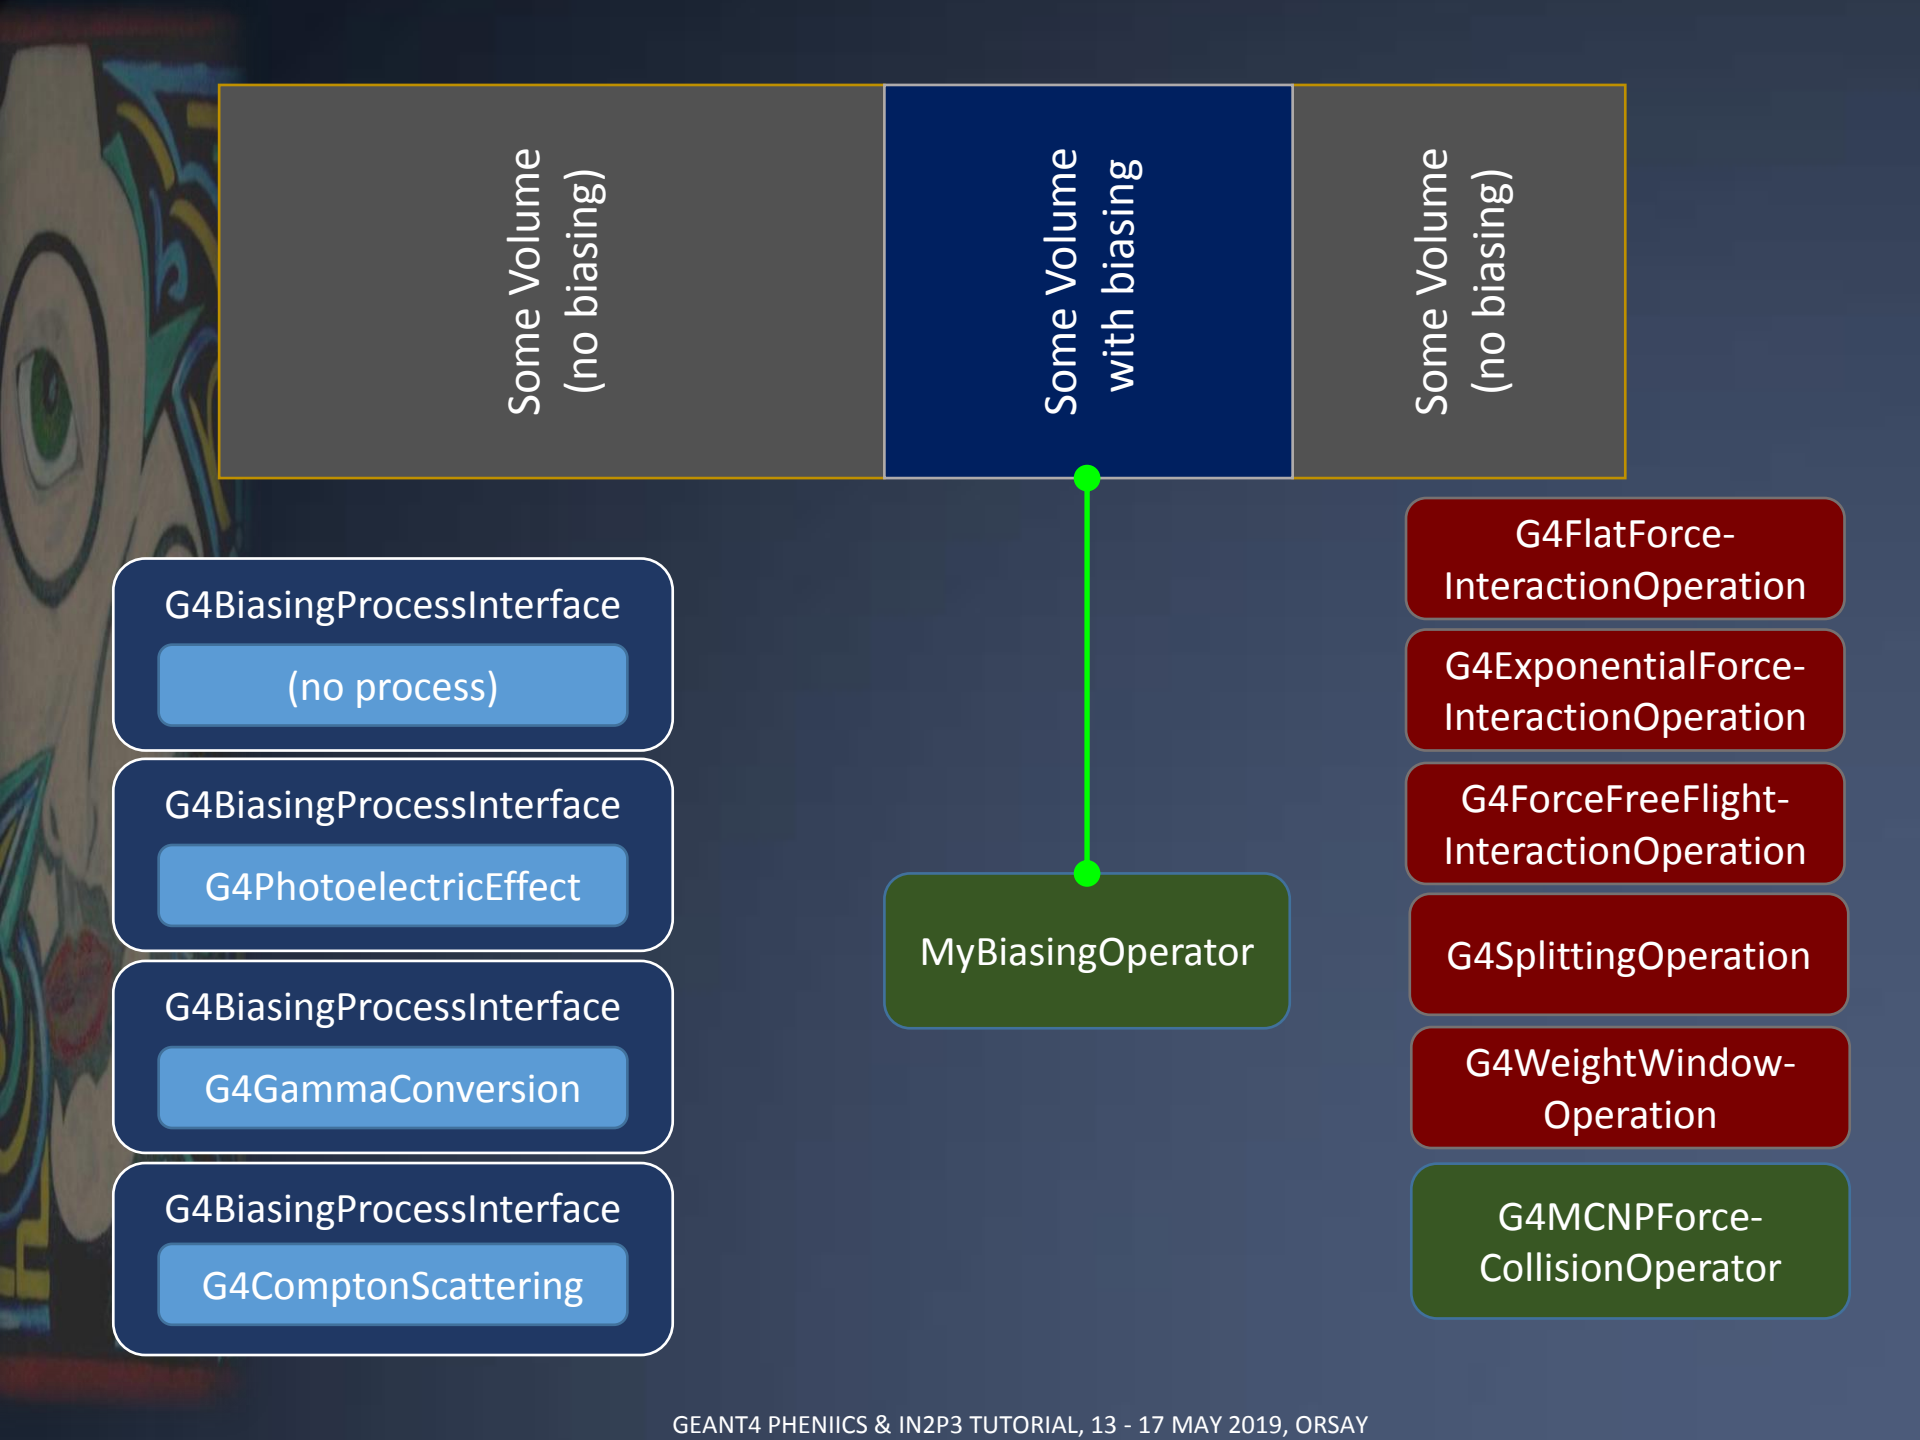 Some Volume
(no biasing)
Some Volume
with biasing
Some Volume
(no biasing)
G4BiasingProcessInterface
(no process)
G4BiasingProcessInterface
G4PhotoelectricEffect
G4BiasingProcessInterface
G4GammaConversion
G4BiasingProcessInterface
G4ComptonScattering
MyBiasingOperator
G4FlatForce-
InteractionOperation
G4ExponentialForce-
InteractionOperation
G4ForceFreeFlight-
InteractionOperation
G4SplittingOperation
G4WeightWindow-
Operation
G4MCNPForce-
CollisionOperator
GEANT4 PHENIICS & IN2P3 TUTORIAL, 13 - 17 MAY 2019, ORSAY